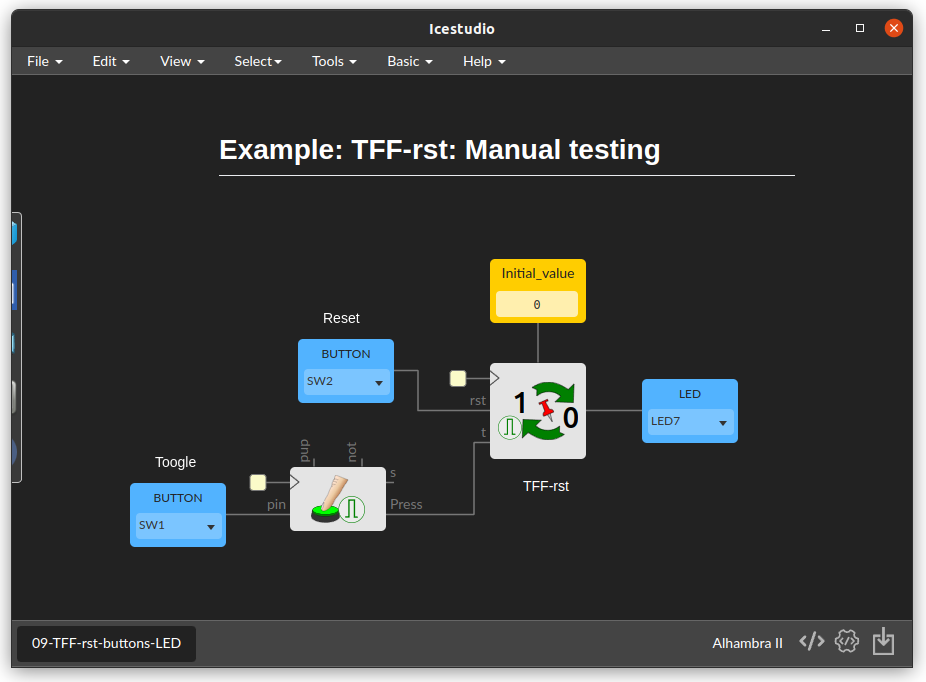 Icestudio
File Edit View Select Tools Basic Help
Example: TFF-rst: Manual testing
Initial_value
0
Reset
BUTTON
SW2
rst
t
1 0
TFF-rst
LED
LED7
Toogle
BUTTON
SW1
pup
not
s
pin
Press
09-TFF-rst-buttons-LED
Alhambra II